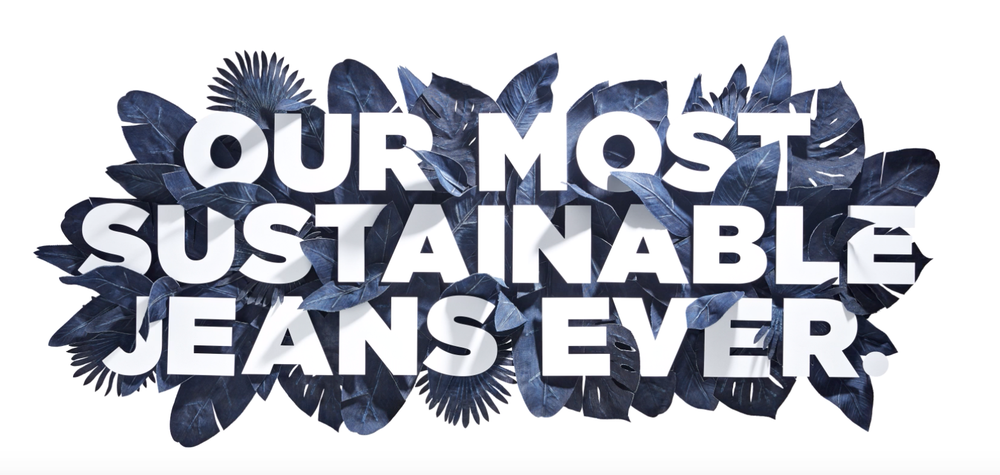 OUR MOST
SUSTAINABLE
JEANS EVER.